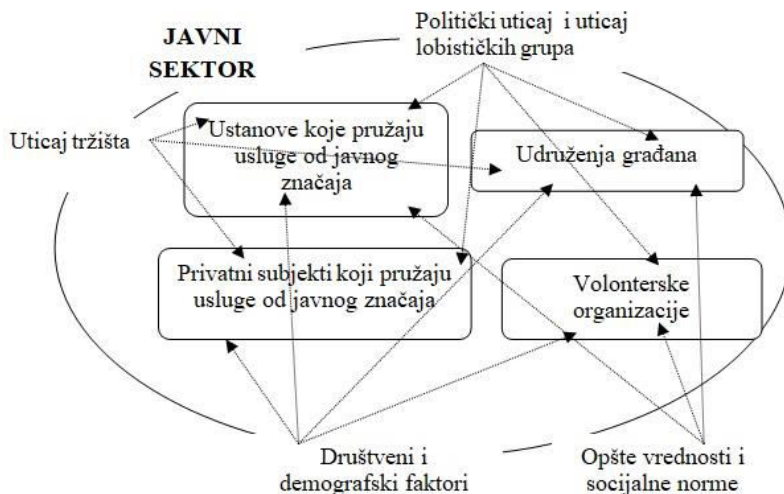 JAVNI
SEKTOR
Politički uticaj i uticaj
lobističkih grupa
Uticaj tržišta
Ustanove koje pružaju
usluge od javnog
značaja
Udruženja građana
Privatni subjekti koji pružaju
usluge od javnog značaja
Volonterske
organizacije
Društveni i
demografski faktori
Opšte vrednosti i
socijalne norme